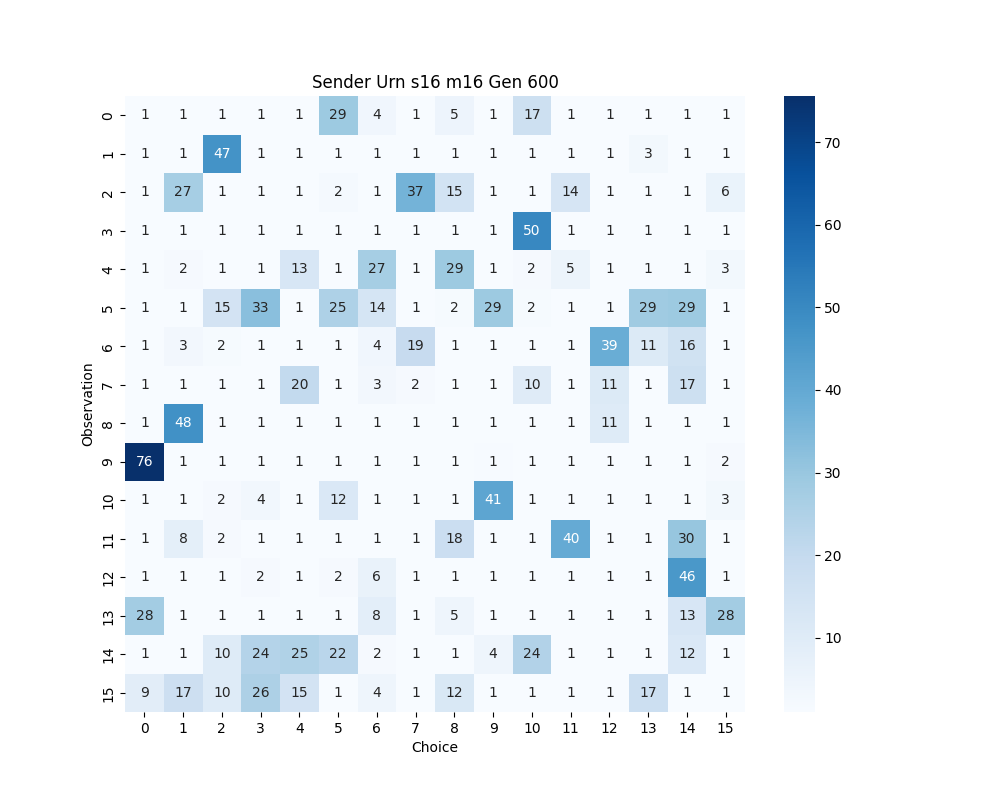 Sender Urn s16 m16 Gen 600
0 1 1 1 1 1 29 4 1 5 1 17 1 1 1 1 1
1 1 1 47 1 1 1 1 1 1 1 1 1 1 3 1 1
2 1 27 1 1 1 2 1 37 15 1 1 14 1 1 1 6
3 1 1 1 1 1 1 1 1 1 1 50 1 1 1 1 1
4 1 2 1 1 13 1 27 1 29 1 2 5 1 1 1 3
5 1 1 15 33 1 25 14 1 2 29 2 1 1 29 29 1
6 1 3 2 1 1 1 4 19 1 1 1 1 39 11 16 1
7 1 1 1 1 20 1 3 2 1 1 10 1 11 1 17 1
8 1 48 1 1 1 1 1 1 1 1 1 1 11 1 1 1
9 76 1 1 1 1 1 1 1 1 1 1 1 1 1 1 2
10 1 1 2 4 1 12 1 1 1 41 1 1 1 1 1 3
11 1 8 2 1 1 1 1 1 18 1 1 40 1 1 30 1
12 1 1 1 2 1 2 6 1 1 1 1 1 1 1 46 1
13 28 1 1 1 1 1 8 1 5 1 1 1 1 1 13 28
14 1 1 10 24 25 22 2 1 1 4 24 1 1 1 12 1
15 9 17 10 26 15 1 4 1 12 1 1 1 1 17 1 1
0 1 2 3 4 5 6 7 8 9 10 11 12 13 14 15
Choice
Observation
70
60
50
40
30
20
10